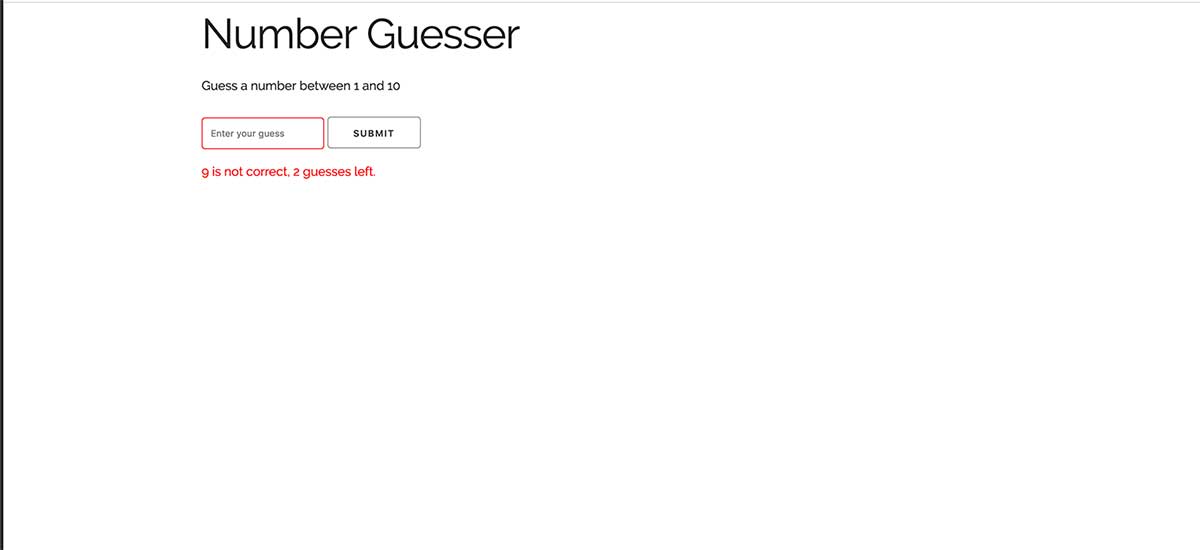 Number Guesser
Guess a number between 1 and 10
Enter your guess
SUBMIT
9 is not correct, 2 guesses left.